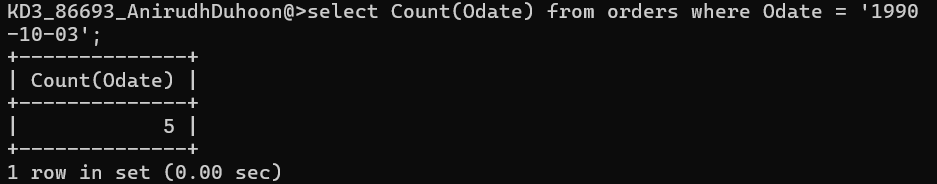 KD3_86693_AnirudhDuhoon@>select Count(Odate) from orders where Odate = '1990
-10-03';
+--------------+
| Count(Odate) |
+--------------+
|            5 |
+--------------+
1 row in set (0.00 sec)